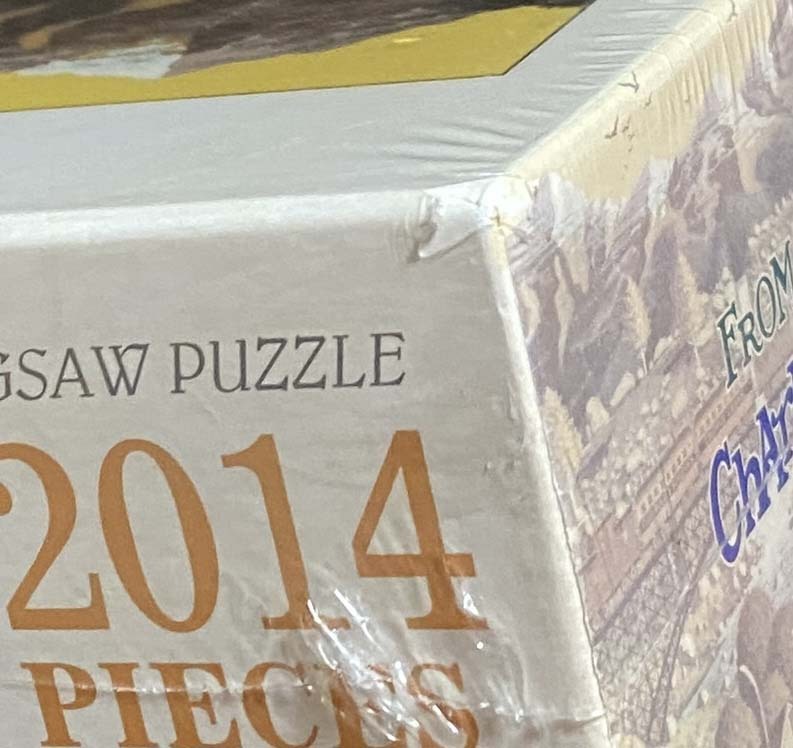 GSAW PUZZLE
2014
PIECES
FROM